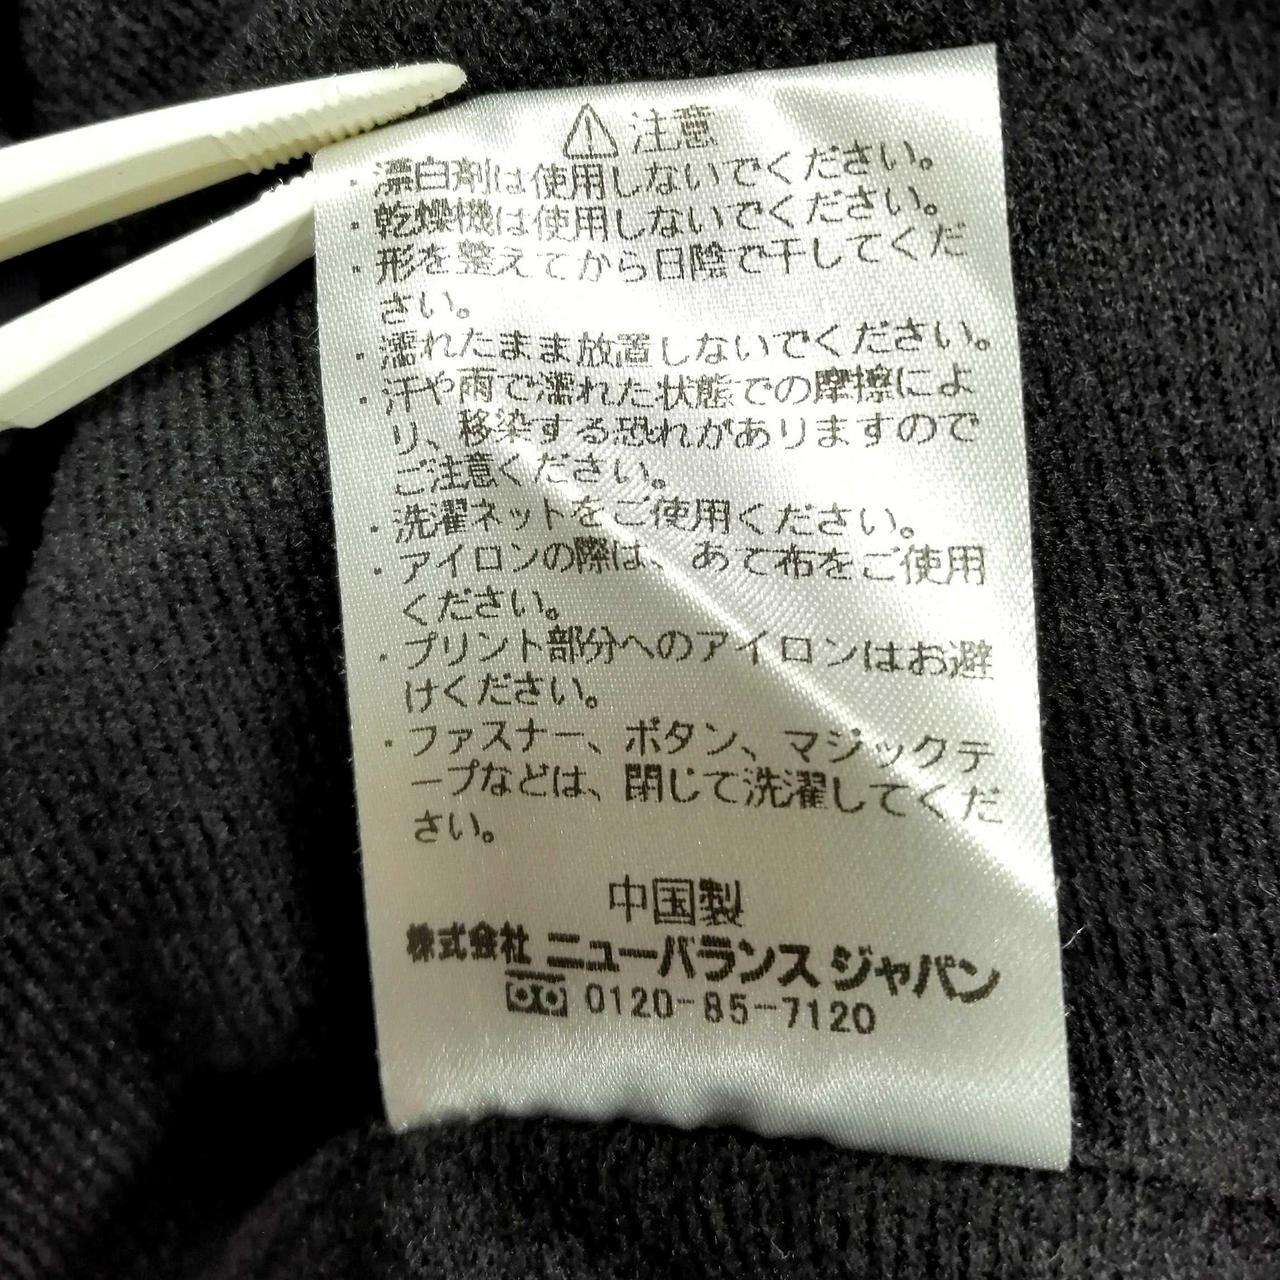 ⚠注意
・漂白剤は使用しないでください。
・乾燥機は使用しないでください。
・形を整えてから日陰で干してくだ
さい。
・濡れたまま放置しないでください。
・汗や雨で濡れた状態での摩擦によ
り、移染する恐れがありますので
ご注意ください。
・洗濯ネットをご使用ください。
・アイロンの際は、あて布をご使用
ください。
・プリント部分へのアイロンはお避
けください。
・ファスナー、ボタン、マジックテ
ープなどは、閉じて洗濯してくだ
さい。
中国製
株式会社 ニューバランス ジャパン
0120-85-7120